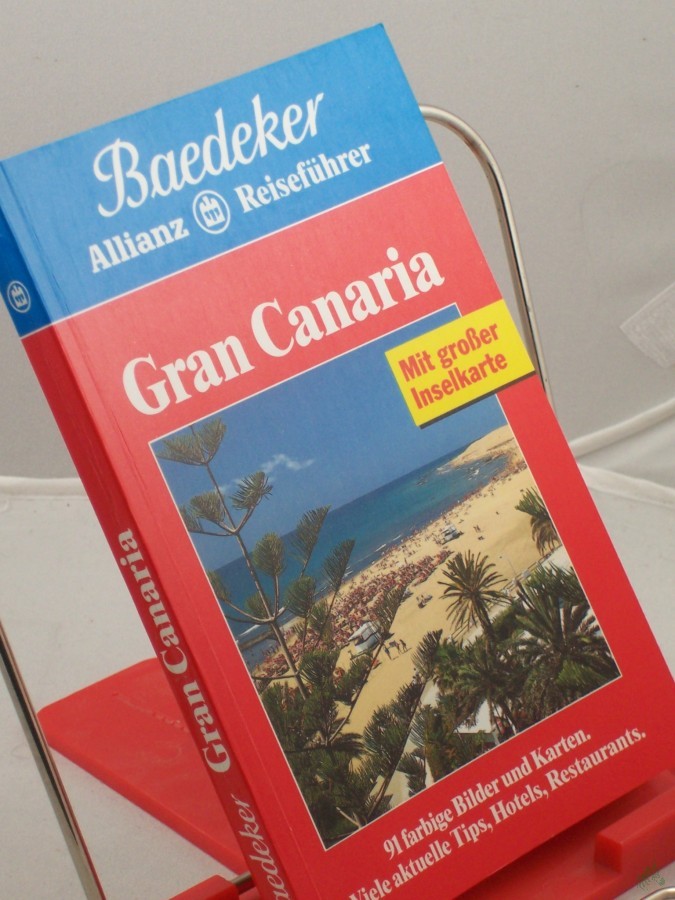 Baedeker
Allianz Reiseführer
Gran Canaria
Mit großer
Inselkarte
91 farbige Bilder und Karten.
Viele aktuelle Tips, Hotels, Restaurants.
Gran Canaria